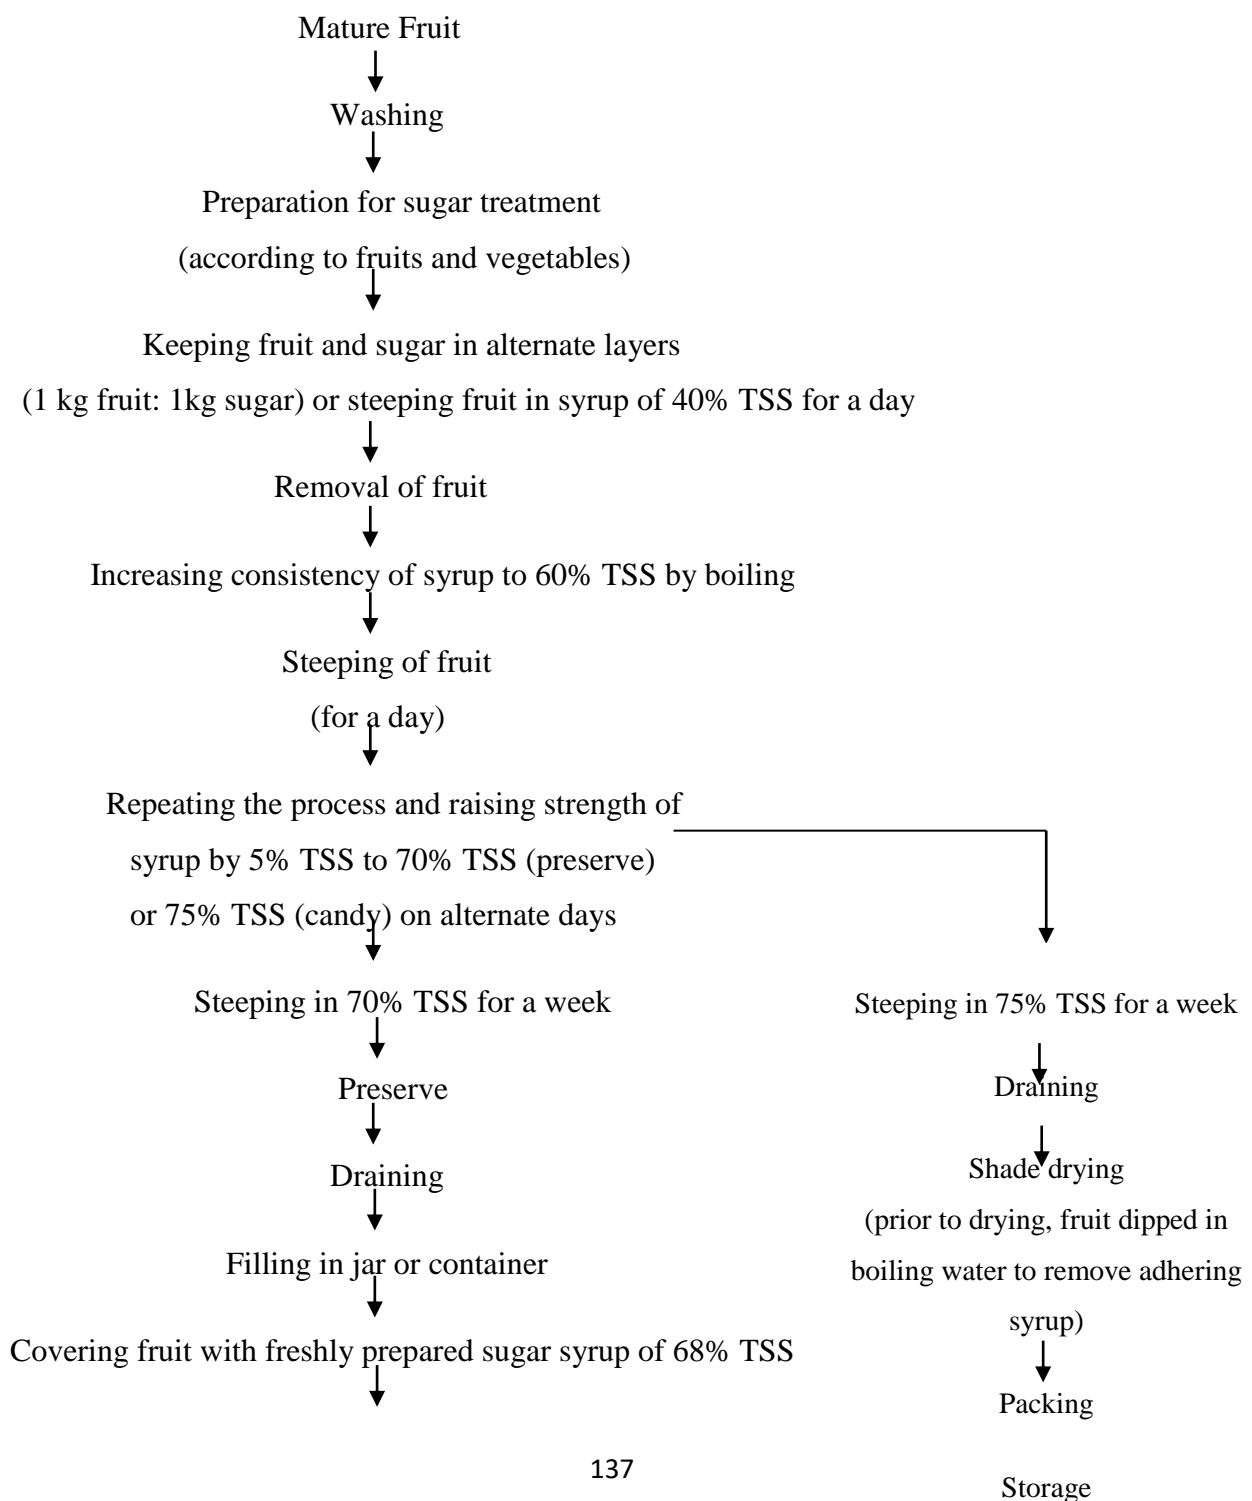 Mature Fruit
Washing
Preparation for sugar treatment
(according to fruits and vegetables)
Keeping fruit and sugar in alternate layers
(1 kg fruit: 1kg sugar) or steeping fruit in syrup of 40% TSS for a day
Removal of fruit
Increasing consistency of syrup to 60% TSS by boiling
Steeping of fruit
(for a day)
Repeating the process and raising strength of
syrup by 5% TSS to 70% TSS (preserve)
or 75% TSS (candy) on alternate days
Steeping in 70% TSS for a week
Preserve
Draining
Filling in jar or container
Covering fruit with freshly prepared sugar syrup of 68% TSS
Steeping in 75% TSS for a week
Draining
Shade drying
(prior to drying, fruit dipped in
boiling water to remove adhering
syrup)
Packing
Storage
137